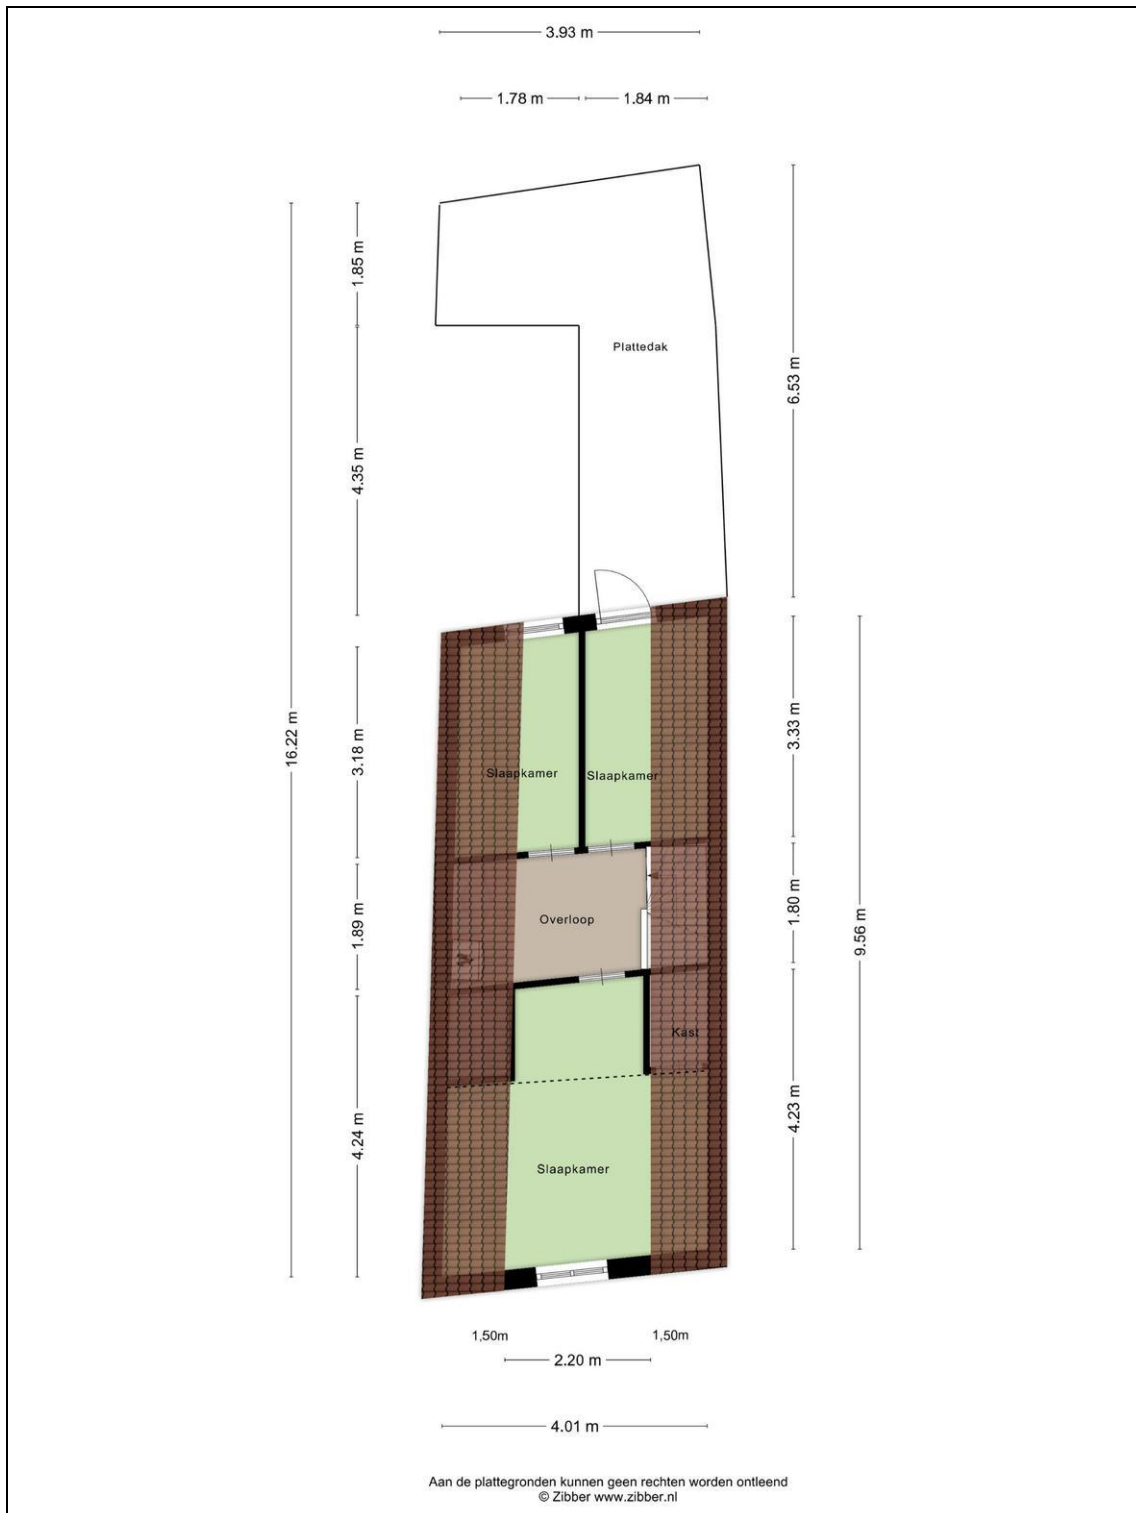 3.93 m
1.78 m
1.84 m
1.85 m
6.53 m
Plattedak
4.35 m
16.22 m
3.18 m
3.33 m
Slaapkamer
Slaapkamer
1.89 m
1.80 m
Overloop
9.56 m
Kast
4.24 m
4.23 m
Slaapkamer
1,50m
1,50m
2.20 m
4.01 m
Aan de plattegronden kunnen geen rechten worden ontleend
© Zibber www.zibber.nl